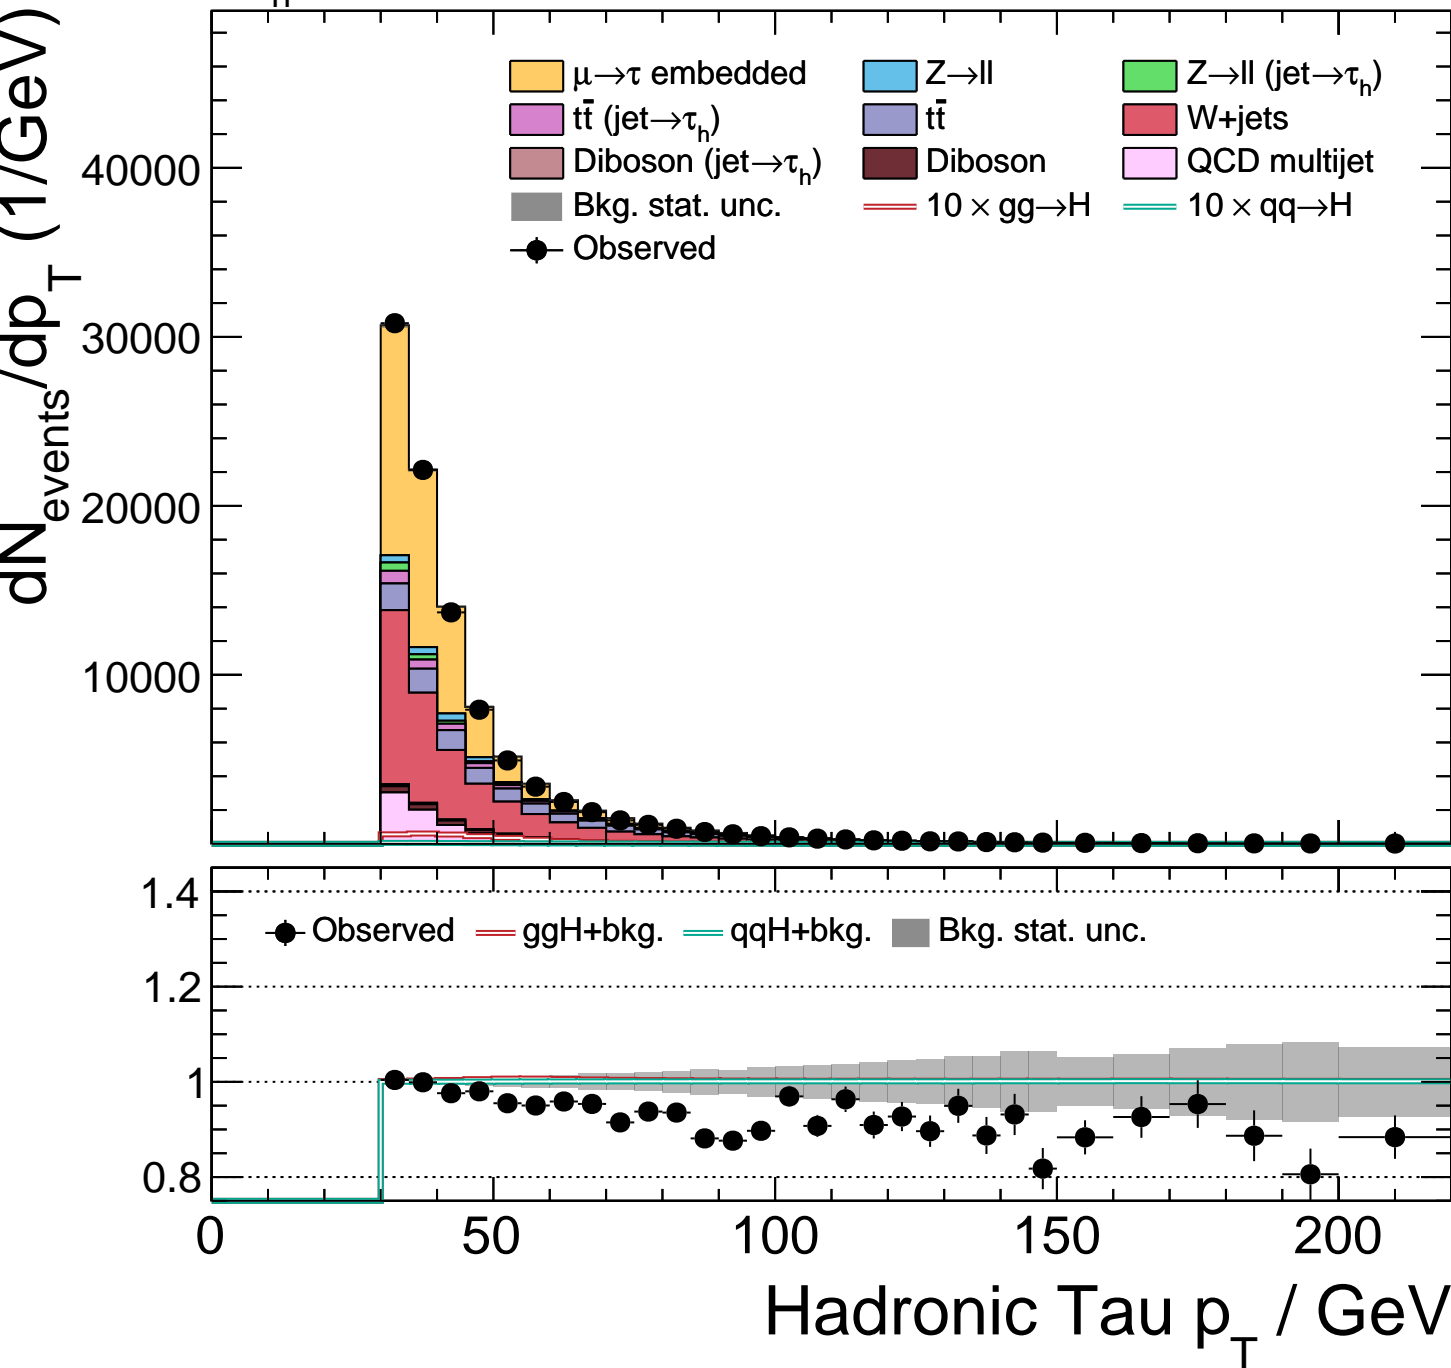 dN_events/dp_T (1/GeV)
μ→τ embedded
Z→ll
Z→ll (jet→τ_h)
tt̄ (jet→τ_h)
tt̄
W+jets
Diboson (jet→τ_h)
Diboson
QCD multijet
Bkg. stat. unc.
10 × gg→H
10 × qq→H
Observed
40000
30000
20000
10000
Observed
ggH+bkg.
qqH+bkg.
Bkg. stat. unc.
1.4
1.2
1
0.8
0
50
100
150
200
Hadronic Tau p_T / GeV